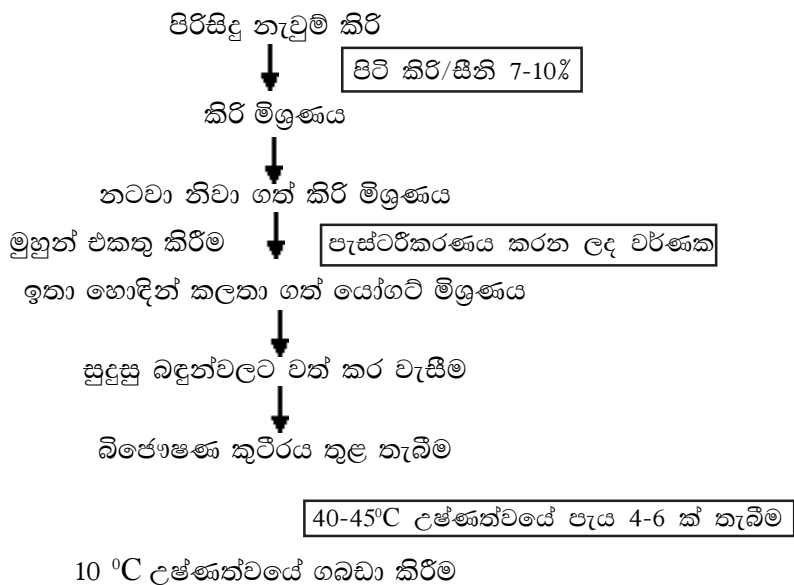 පිරිසිදු නැවුම් කිරි
පිටි කිරි/සීනි 7-10%
කිරි මිශ්‍රණය
නටවා නිවා ගත් කිරි මිශ්‍රණය
මුහුන් එකතු කිරීම
පැස්ටරීකරණය කරන ලද වර්ණක
ඉතා හොඳින් කලතා ගත් යෝගට් මිශ්‍රණය
සුදුසු බඳුන්වලට වත් කර වැසීම
බිජෞෂණ කුටීරය තුළ තැබීම
40-45⁰C උෂ්ණත්වයේ පැය 4-6 ක් තැබීම
10 ⁰C උෂ්ණත්වයේ ගබඩා කිරීම